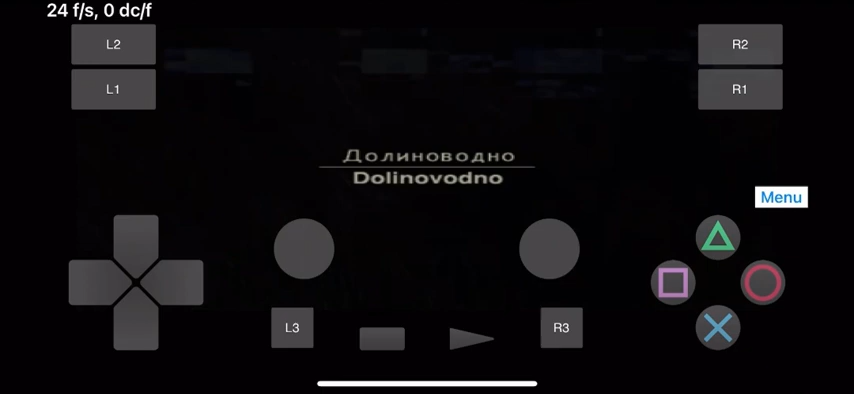 24 f/s, 0 dc/f
L2
R2
L1
R1
Долиноводно
Dolinovodno
Menu
L3
R3